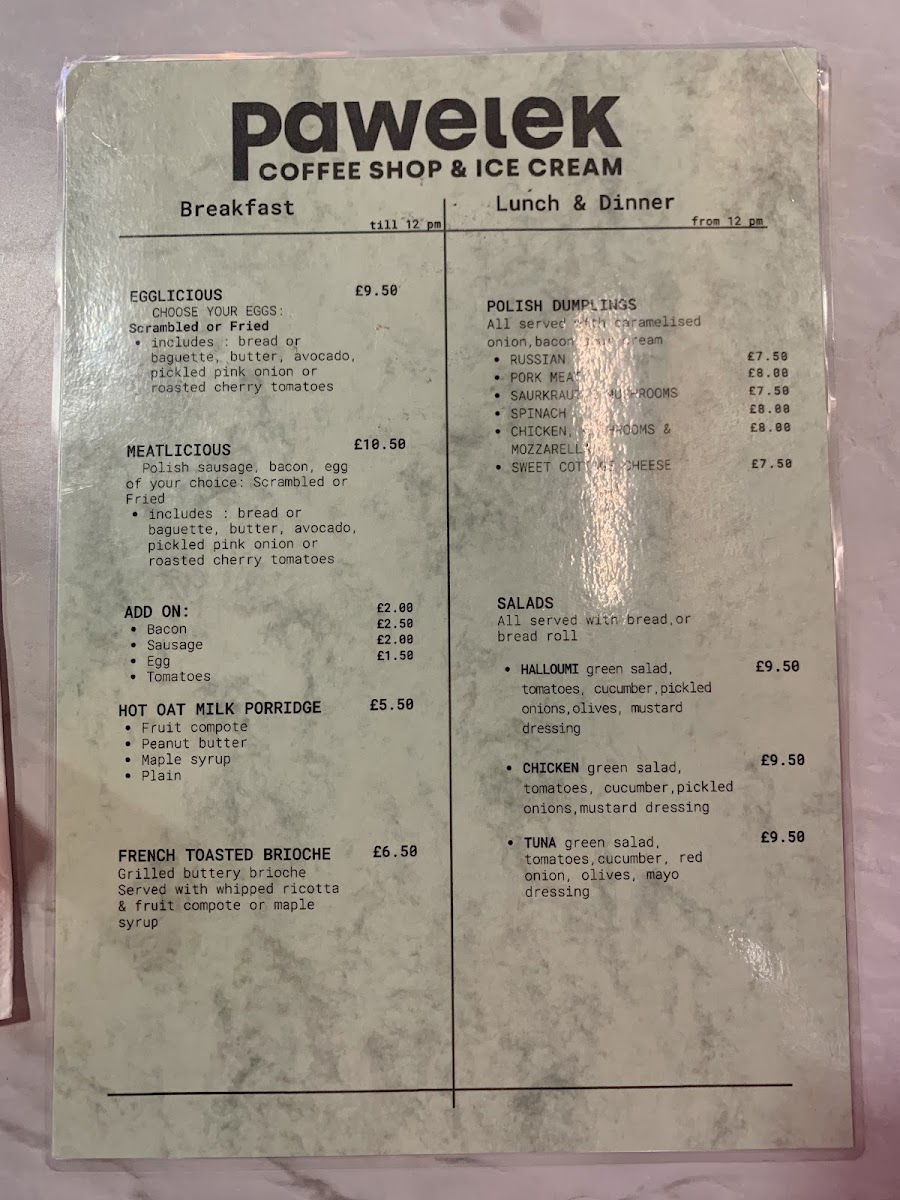 pawelek
COFFEE SHOP & ICE CREAM
Breakfast
till 12 pm
EGGLICIOUS £9.50
CHOOSE YOUR EGGS:
Scrambled or Fried
• includes : bread or
baguette, butter, avocado,
pickled pink onion or
roasted cherry tomatoes
MEATLICIOUS £10.50
Polish sausage, bacon, egg
of your choice: Scrambled or
Fried
• includes : bread or
baguette, butter, avocado,
pickled pink onion or
roasted cherry tomatoes
ADD ON: £2.00
• Bacon £2.50
• Sausage £2.00
• Egg £1.50
• Tomatoes
HOT OAT MILK PORRIDGE £5.50
• Fruit compote
• Peanut butter
• Maple syrup
• Plain
FRENCH TOASTED BRIOCHE £6.50
Grilled buttery brioche
Served with whipped ricotta
& fruit compote or maple
syrup
Lunch & Dinner
from 12 pm
POLISH DUMPLINGS
All served with caramelised
onion,bacon cream
• RUSSIAN £7.50
• PORK MEAT £8.00
• SAURKRAUT MUSHROOMS £7.50
• SPINACH £8.00
• CHICKEN, MUSHROOMS & £8.00
MOZZARELLA
• SWEET COTTAGE CHEESE £7.50
SALADS
All served with bread,or
bread roll
• HALLOUMI green salad, £9.50
tomatoes, cucumber,pickled
onions,olives, mustard
dressing
• CHICKEN green salad, £9.50
tomatoes, cucumber,pickled
onions,mustard dressing
• TUNA green salad, £9.50
tomatoes,cucumber, red
onion, olives, mayo
dressing